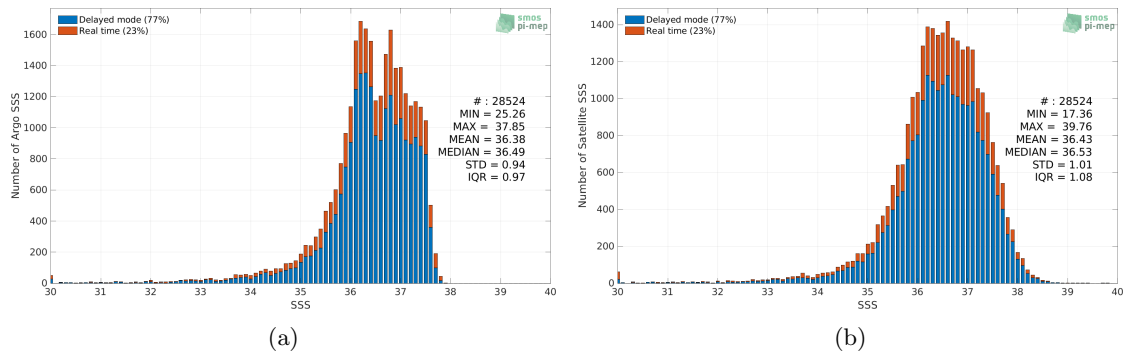 Delayed mode (77%)
Real time (23%)
smos
pi-mep
# : 28524
MIN = 25.26
MAX = 37.85
MEAN = 36.38
MEDIAN = 36.49
STD = 0.94
IQR = 0.97
Number of Argo SSS
1600
1400
1200
1000
800
600
400
200
0
30 31 32 33 34 35 36 37 38 39 40
SSS
(a)
Delayed mode (77%)
Real time (23%)
smos
pi-mep
# : 28524
MIN = 17.36
MAX = 39.76
MEAN = 36.43
MEDIAN = 36.53
STD = 1.01
IQR = 1.08
Number of Satellite SSS
1400
1200
1000
800
600
400
200
0
30 31 32 33 34 35 36 37 38 39 40
SSS
(b)